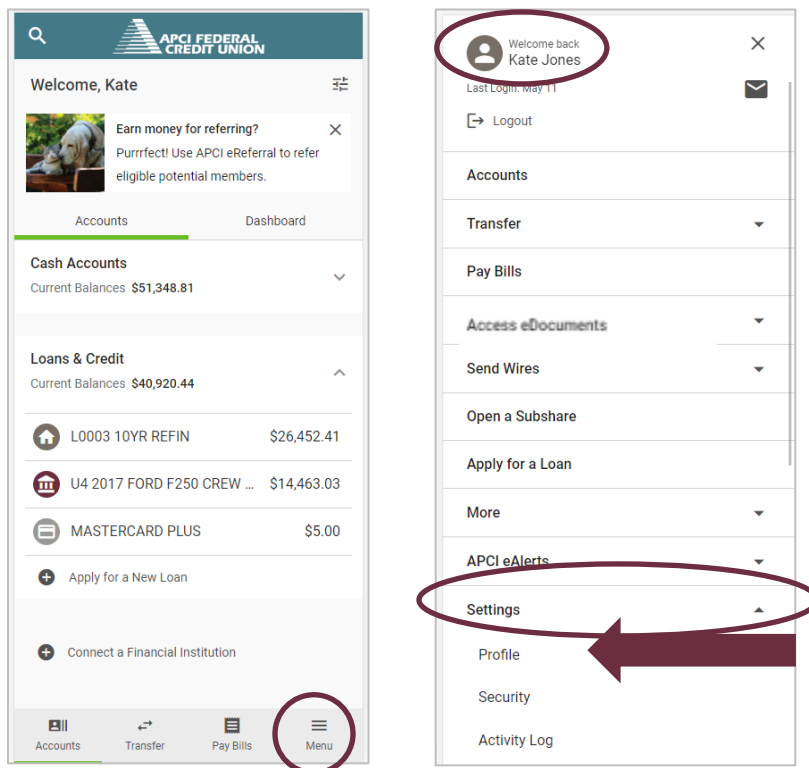 APCI FEDERAL
CREDIT UNION
Welcome, Kate
Earn money for referring?
Purrrfect! Use APCI eReferral to refer
eligible potential members.
Accounts Dashboard
Cash Accounts
Current Balances $51,348.81
Loans & Credit
Current Balances $40,920.44
L0003 10YR REFIN $26,452.41
U4 2017 FORD F250 CREW ... $14,463.03
MASTERCARD PLUS $5.00
Apply for a New Loan
Connect a Financial Institution
Accounts Transfer Pay Bills Menu
Welcome back
Kate Jones
Last Login: May 11
Logout
Accounts
Transfer
Pay Bills
Access eDocuments
Send Wires
Open a Subshare
Apply for a Loan
More
APCI eAlerts
Settings
Profile
Security
Activity Log